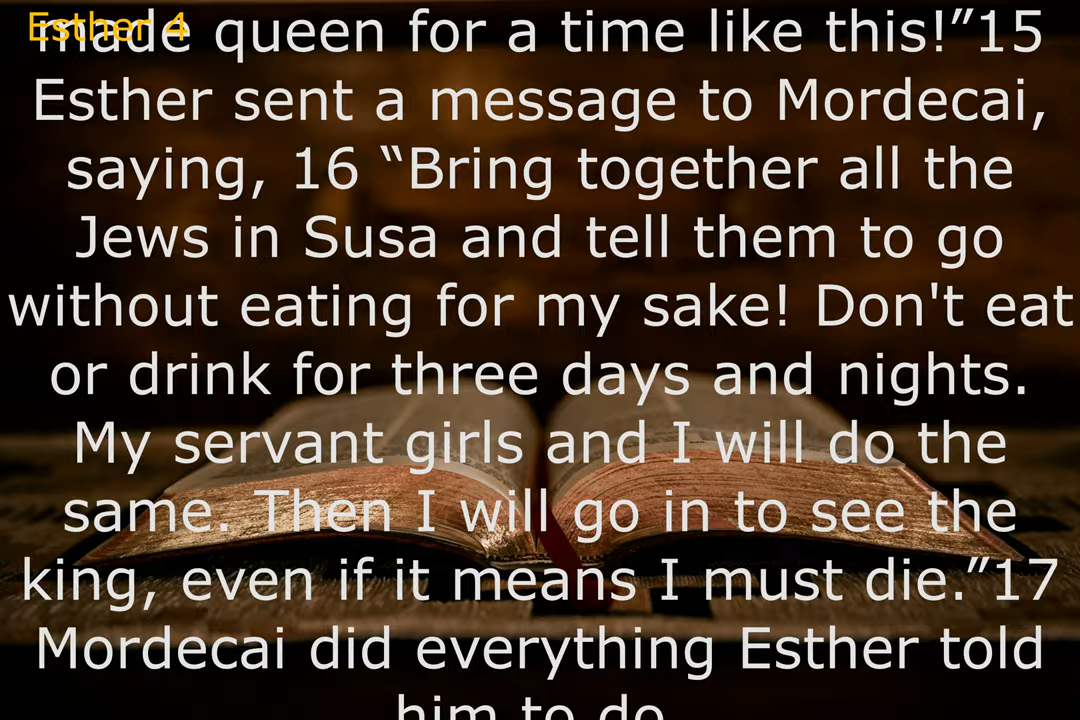 Esther 4
made queen for a time like this!”15
Esther sent a message to Mordecai,
saying, 16 “Bring together all the
Jews in Susa and tell them to go
without eating for my sake! Don't eat
or drink for three days and nights.
My servant girls and I will do the
same. Then I will go in to see the
king, even if it means I must die.”17
Mordecai did everything Esther told
him to do.